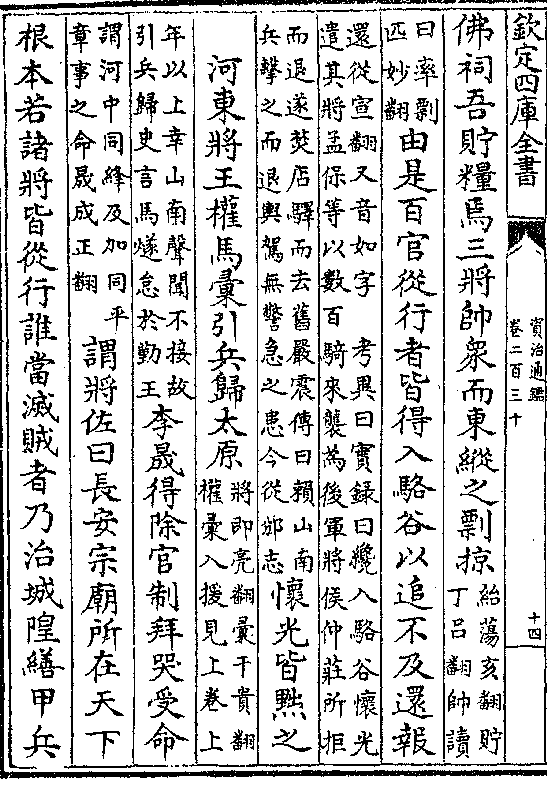 欽定四庫全書
資治通鑑
卷二百三十
十四
佛祠吾貯糧焉三將帥衆而東縱之剽掠紿蕩亥翻貯丁吕翻帥讀
曰率剽匹妙翻由是百官從行者皆得入駱谷以追不及還報
還從宣翻又音如字　考異曰實錄曰纔入駱谷懷光遣其將孟保等以數百騎來襲為後軍將侯仲莊所拒
而退遂焚店驛而去舊嚴震傳曰賴山南兵擊之而退輿駕無警急之患今從邠志懷光皆黜之
河東將王權馬彚引兵歸太原將即亮翻彚于貴翻權彚入援見上卷上
年以上幸山南聲聞不接故引兵歸史言馬燧怠於勤王李晟得除官制拜哭受命
謂河中同絳及加同平章事之命晟成正翻謂將佐曰長安宗廟所在天下
根本若諸將皆從行誰當滅賊者乃治城隍繕甲兵